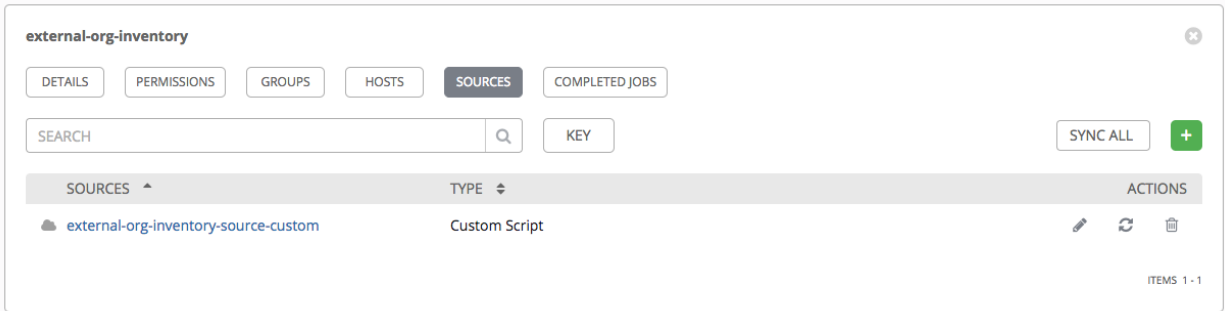 external-org-inventory
DETAILS PERMISSIONS GROUPS HOSTS SOURCES COMPLETED JOBS
SEARCH KEY SYNC ALL +
SOURCES TYPE ACTIONS
external-org-inventory-source-custom Custom Script
ITEMS 1 - 1